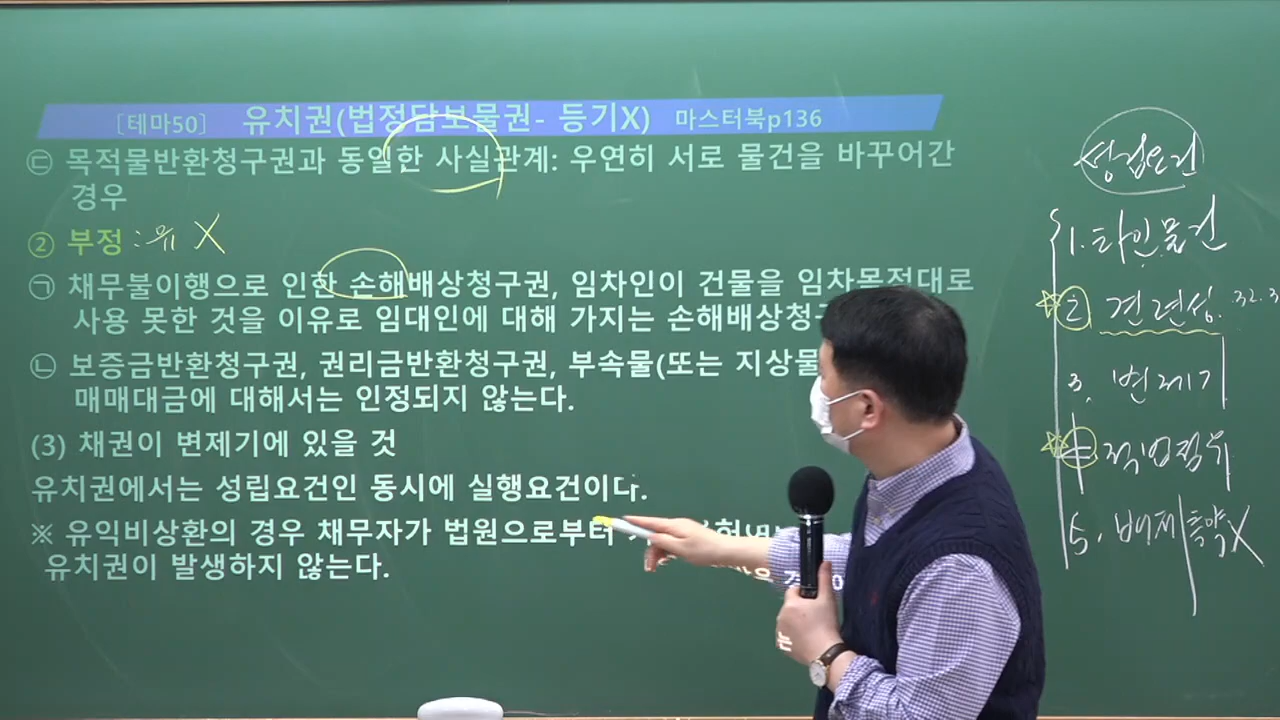 [테마50] 유치권(법정담보물권- 등기X) 마스터북p136
㉢ 목적물반환청구권과 동일한 사실관계: 우연히 서로 물건을 바꾸어간
경우
② 부정 : 유 X
㉠ 채무불이행으로 인한 손해배상청구권, 임차인이 건물을 임차목적대로
사용 못한 것을 이유로 임대인에 대해 가지는 손해배상청구
㉡ 보증금반환청구권, 권리금반환청구권, 부속물(또는 지상물
매매대금에 대해서는 인정되지 않는다.
(3) 채권이 변제기에 있을 것
유치권에서는 성립요건인 동시에 실행요건이다.
※ 유익비상환의 경우 채무자가 법원으로부터
유치권이 발생하지 않는다.
는
성립요건
1. 타인물건
② 견련성
3. 변제기
④ 적법점유
5. 배제특약X